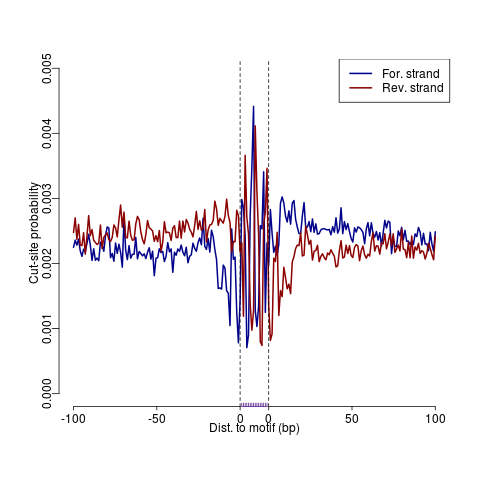 0.005
For. strand
Rev. strand
0.004
0.003
Cut-site probability
0.002
0.001
0.000
-100 -50 0 0 50 100
Dist. to motif (bp)